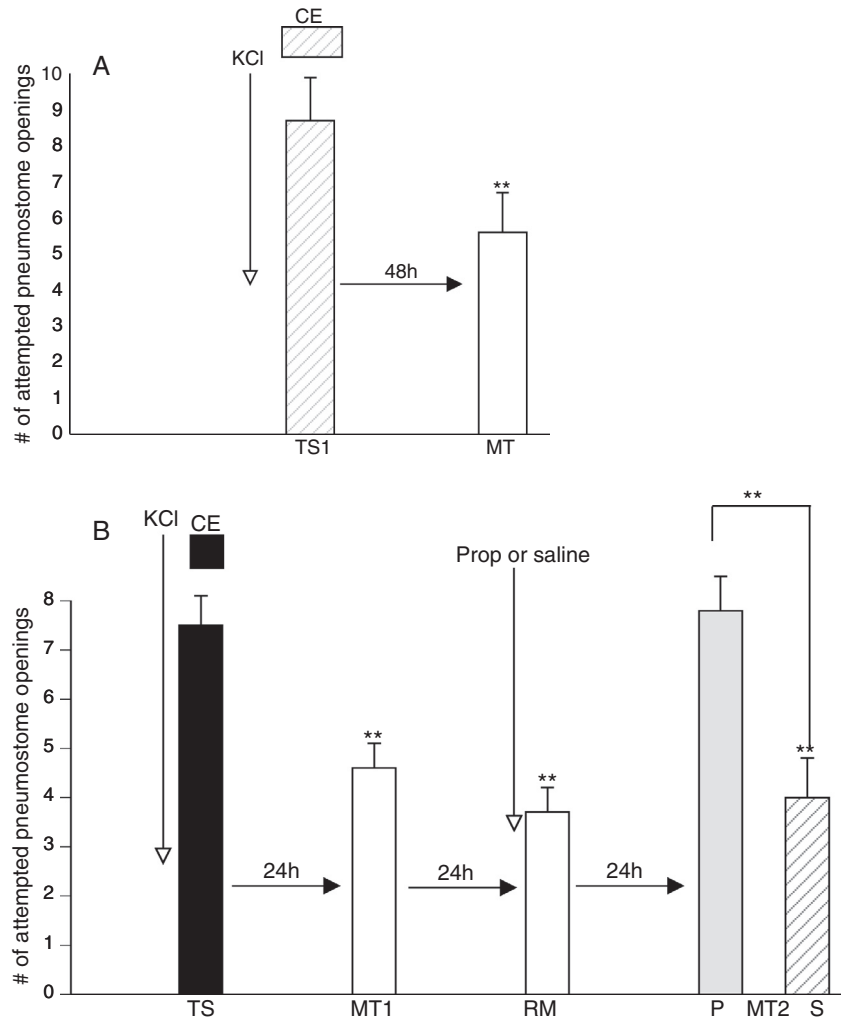 CE
A
KCl
# of attempted pneumostome openings
10
9
8
7
6
5
4
3
2
1
0
**
48h
TS1 MT
B
KCl CE
**
Prop or saline
# of attempted pneumostome openings
8
7
6
5
4
3
2
1
0
**
**
**
24h 24h 24h
TS MT1 RM P MT2 S